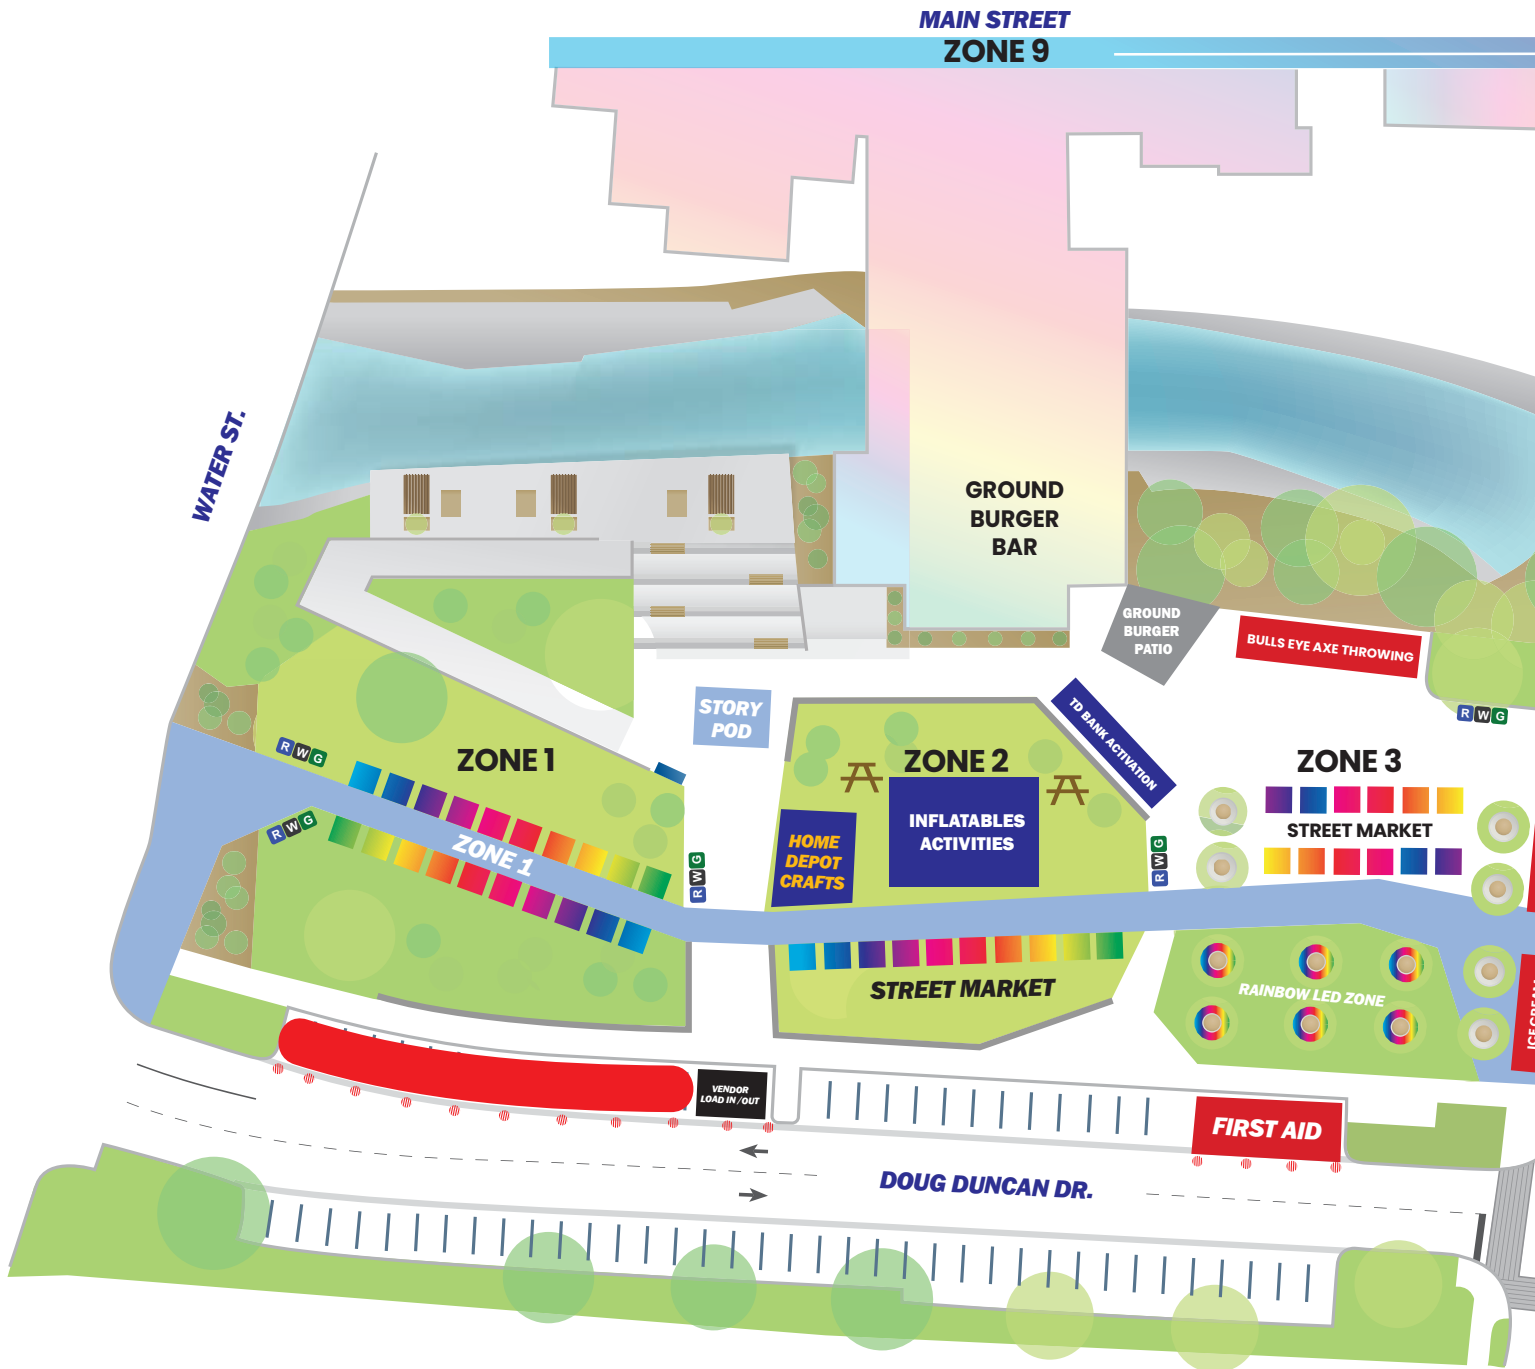 MAIN STREET
ZONE 9
WATER ST.
GROUND
BURGER
BAR
GROUND
BURGER
PATIO
BULLS EYE AXE THROWING
R W G
STORY
POD
TD BANK ACTIVATION
R W G
ZONE 1
ZONE 2
ZONE 3
INFLATABLES
ACTIVITIES
HOME
DEPOT
CRAFTS
STREET MARKET
R W G
ZONE 1
R W G
R W G
STREET MARKET
RAINBOW LED ZONE
ICE CREAM
VENDOR
LOAD IN/OUT
FIRST AID
DOUG DUNCAN DR.